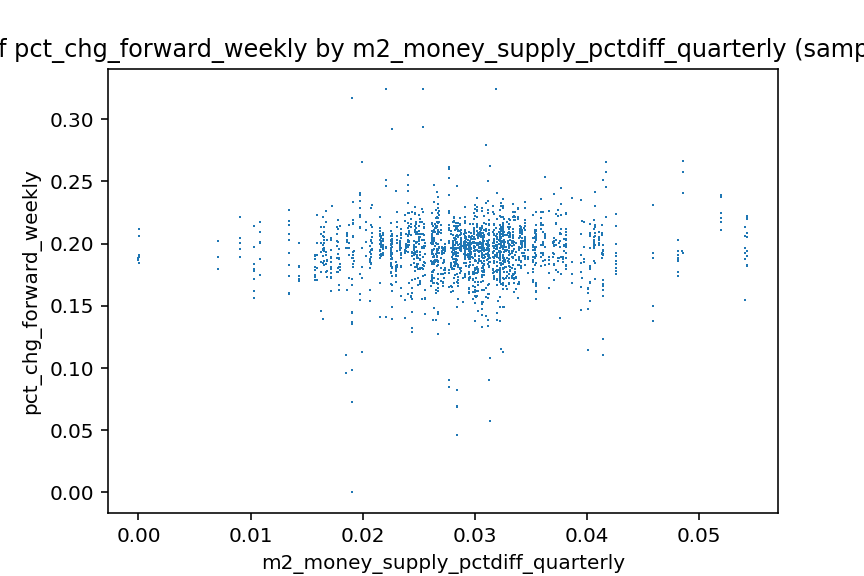 f pct_chg_forward_weekly by m2_money_supply_pctdiff_quarterly (samp
0.30
0.25
0.20
0.15
0.10
0.05
0.00
pct_chg_forward_weekly
0.00 0.01 0.02 0.03 0.04 0.05
m2_money_supply_pctdiff_quarterly